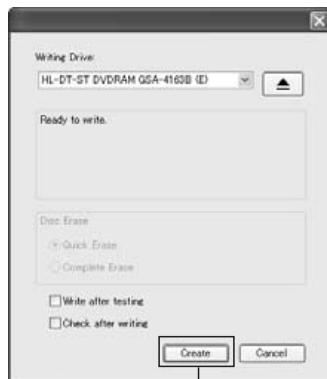 Writing Drive:
HL-DT-ST DVDRAM GSA-4163B (E)
Ready to write.
Disc Erase
Quick Erase
Complete Erase
Write after testing
Check after writing
Create
Cancel